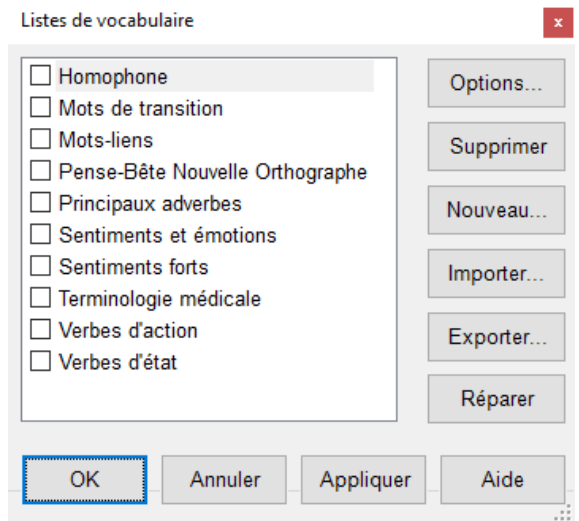 Listes de vocabulaire
x
Homophone
Mots de transition
Mots-liens
Pense-Bête Nouvelle Orthographe
Principaux adverbes
Sentiments et émotions
Sentiments forts
Terminologie médicale
Verbes d'action
Verbes d'état
Options...
Supprimer
Nouveau...
Importer...
Exporter...
Réparer
OK
Annuler
Appliquer
Aide